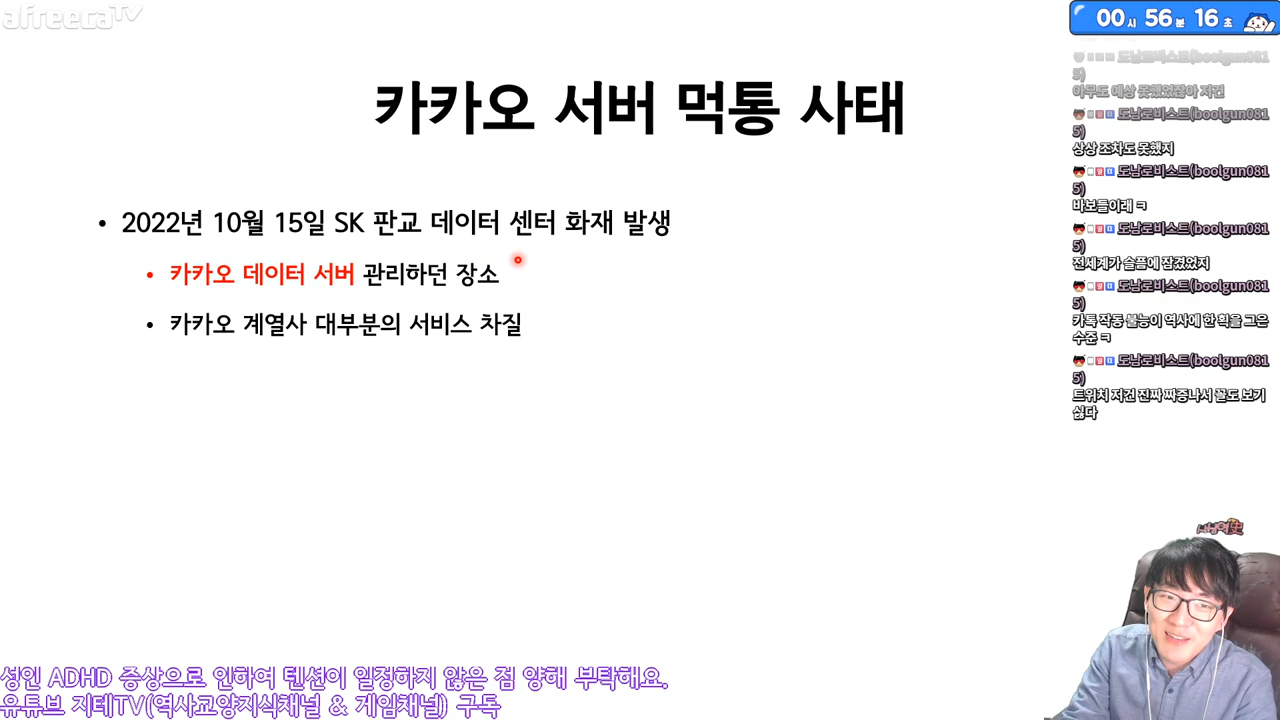 afreecaTV
00시 56분 16초
카카오 서버 먹통 사태
• 2022년 10월 15일 SK 판교 데이터 센터 화재 발생
• 카카오 데이터 서버 관리하던 장소
• 카카오 계열사 대부분의 서비스 차질
도남로비스트(boolgun081
5)
아무도 예상 못했었잖아 저건
도남로비스트(boolgun081
5)
상상 조차도 못했지
도남로비스트(boolgun081
5)
바보들이래 ㅋ
도남로비스트(boolgun081
5)
전세계가 슬픔에 잠겼었지
도남로비스트(boolgun081
5)
카톡 작동 불능이 역사에 한 획을 그은
수준 ㅋ
도남로비스트(boolgun081
5)
트위치 저건 진짜 짜증나서 꼴도 보기
싫다
성인 ADHD 증상으로 인하여 텐션이 일정하지 않은 점 양해 부탁해요.
유튜브 지테TV(역사교양지식채널 & 게임채널) 구독